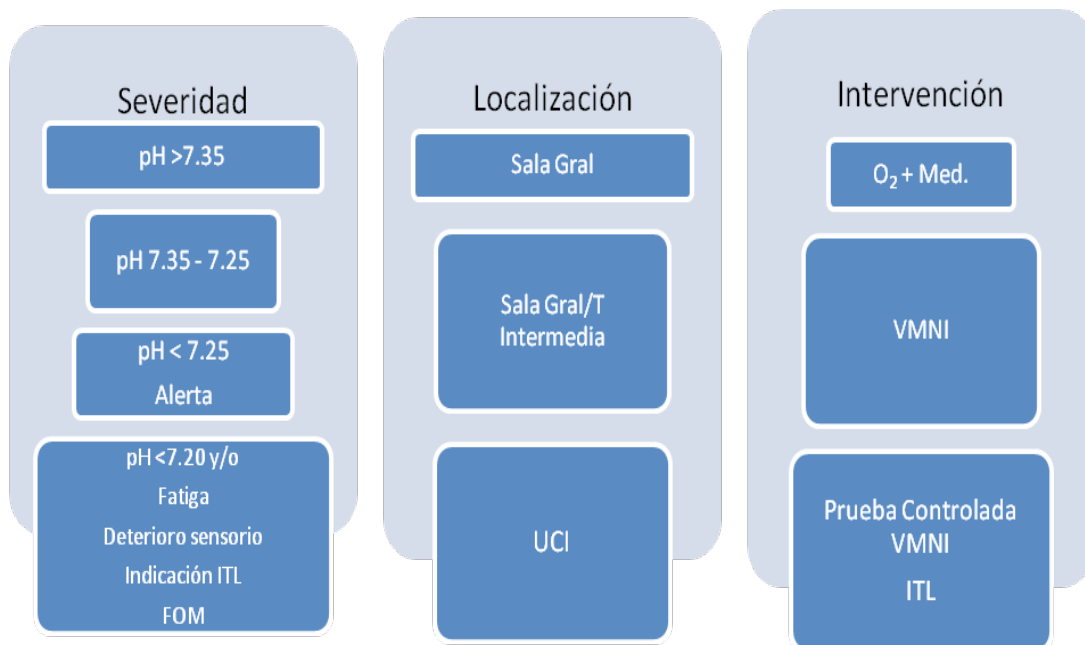 Severidad
pH >7.35
pH 7.35 - 7.25
pH < 7.25
Alerta
pH <7.20 y/o
Fatiga
Deterioro sensorio
Indicación ITL
FOM
Localización
Sala Gral
Sala Gral/T
Intermedia
UCI
Intervención
O₂ + Med.
VMNI
Prueba Controlada
VMNI
ITL